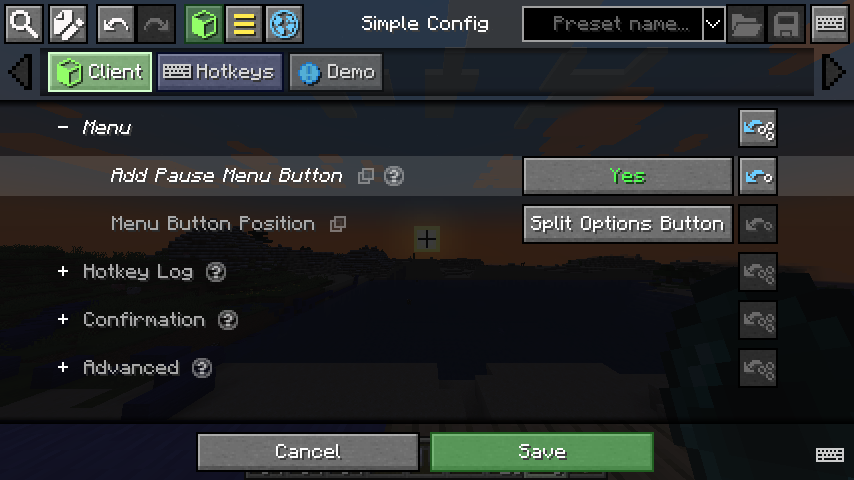 Simple Config
Preset name...
Client
Hotkeys
Demo
− Menu
Add Pause Menu Button
Yes
Menu Button Position
Split Options Button
+ Hotkey Log
+ Confirmation
+ Advanced
Cancel
Save